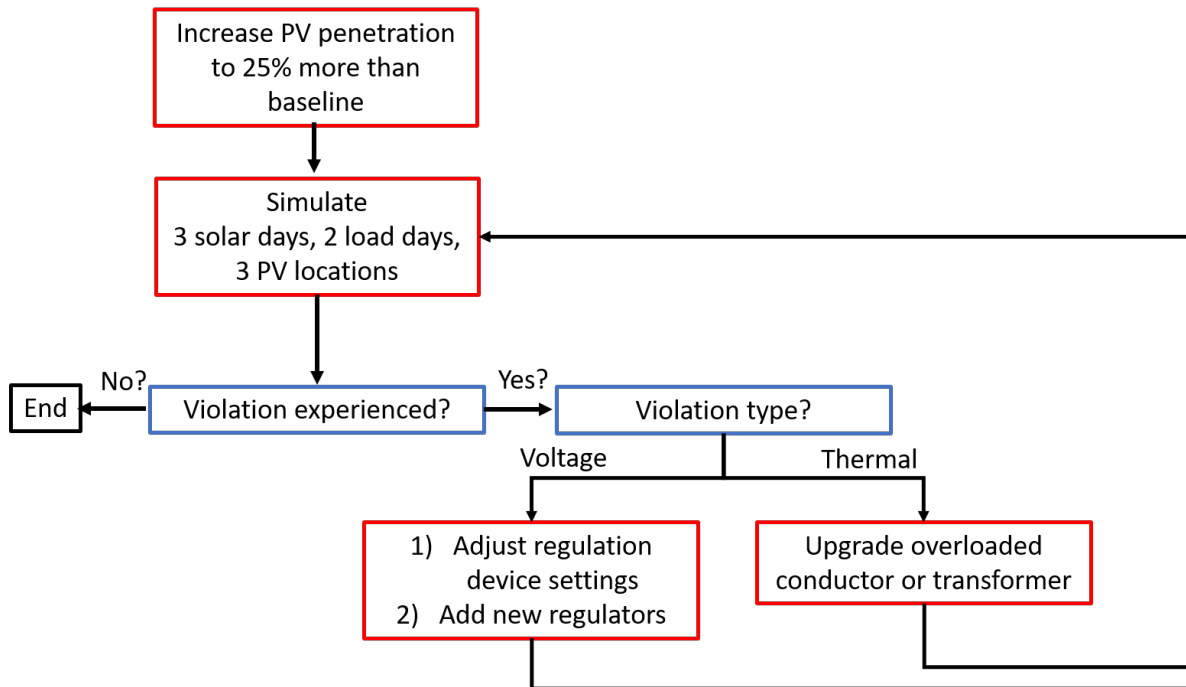 Increase PV penetration
to 25% more than
baseline
Simulate
3 solar days, 2 load days,
3 PV locations
No?
Yes?
End
Violation experienced?
Violation type?
Voltage
Thermal
1) Adjust regulation
device settings
2) Add new regulators
Upgrade overloaded
conductor or transformer